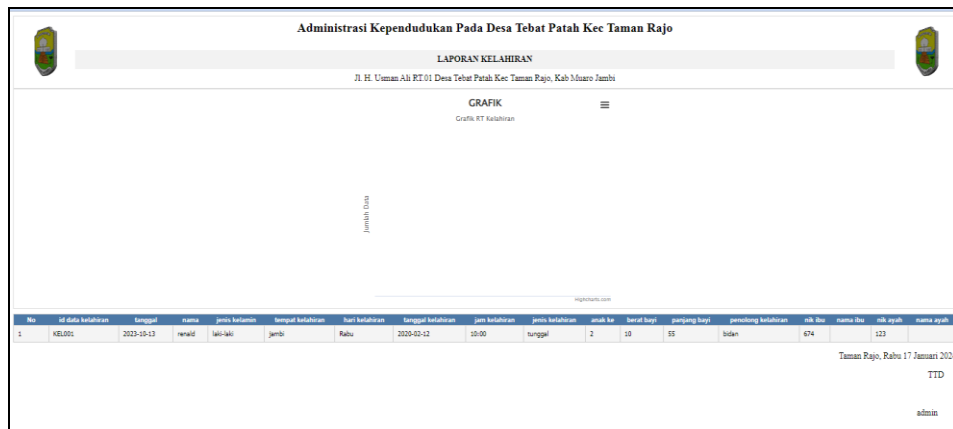 Administrasi Kependudukan Pada Desa Tebat Patah Kec Taman Rajo
LAPORAN KELAHIRAN
Jl. H. Usman Ali RT.01 Desa Tebat Patah Kec Taman Rajo, Kab Muaro Jambi
GRAFIK
Grafik RT Kelahiran
Jumlah Data
Highcharts.com
No id data kelahiran tanggal nama jenis kelamin tempat kelahiran hari kelahiran tanggal kelahiran jam kelahiran jenis kelahiran anak ke berat bayi panjang bayi penolong kelahiran nik ibu nama ibu nik ayah nama ayah
1 KEL001 2023-10-13 renald laki-laki jambi Rabu 2020-02-12 10:00 tunggal 2 10 55 bidan 674 123
Taman Rajo, Rabu 17 Januari 202
TTD
admin